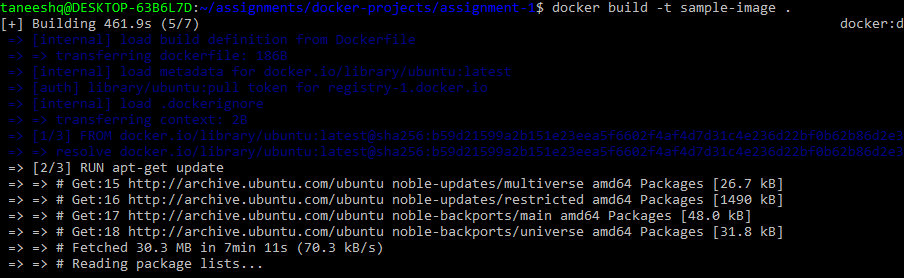 taneeshq@DESKTOP-63B6L7D:~/assignments/docker-projects/assignment-1$ docker build -t sample-image .
[+] Building 461.9s (5/7) docker:d
=> [internal] load build definition from Dockerfile
=> => transferring dockerfile: 186B
=> [internal] load metadata for docker.io/library/ubuntu:latest
=> [auth] library/ubuntu:pull token for registry-1.docker.io
=> [internal] load .dockerignore
=> => transferring context: 2B
=> [1/3] FROM docker.io/library/ubuntu:latest@sha256:b59d21599a2b151e23eea5f6602f4af4d7d31c4e236d22bf0b62b86d2e3
=> => resolve docker.io/library/ubuntu:latest@sha256:b59d21599a2b151e23eea5f6602f4af4d7d31c4e236d22bf0b62b86d2e3
=> [2/3] RUN apt-get update
=> => # Get:15 http://archive.ubuntu.com/ubuntu noble-updates/multiverse amd64 Packages [26.7 kB]
=> => # Get:16 http://archive.ubuntu.com/ubuntu noble-updates/restricted amd64 Packages [1490 kB]
=> => # Get:17 http://archive.ubuntu.com/ubuntu noble-backports/main amd64 Packages [48.0 kB]
=> => # Get:18 http://archive.ubuntu.com/ubuntu noble-backports/universe amd64 Packages [31.8 kB]
=> => # Fetched 30.3 MB in 7min 11s (70.3 kB/s)
=> => # Reading package lists...